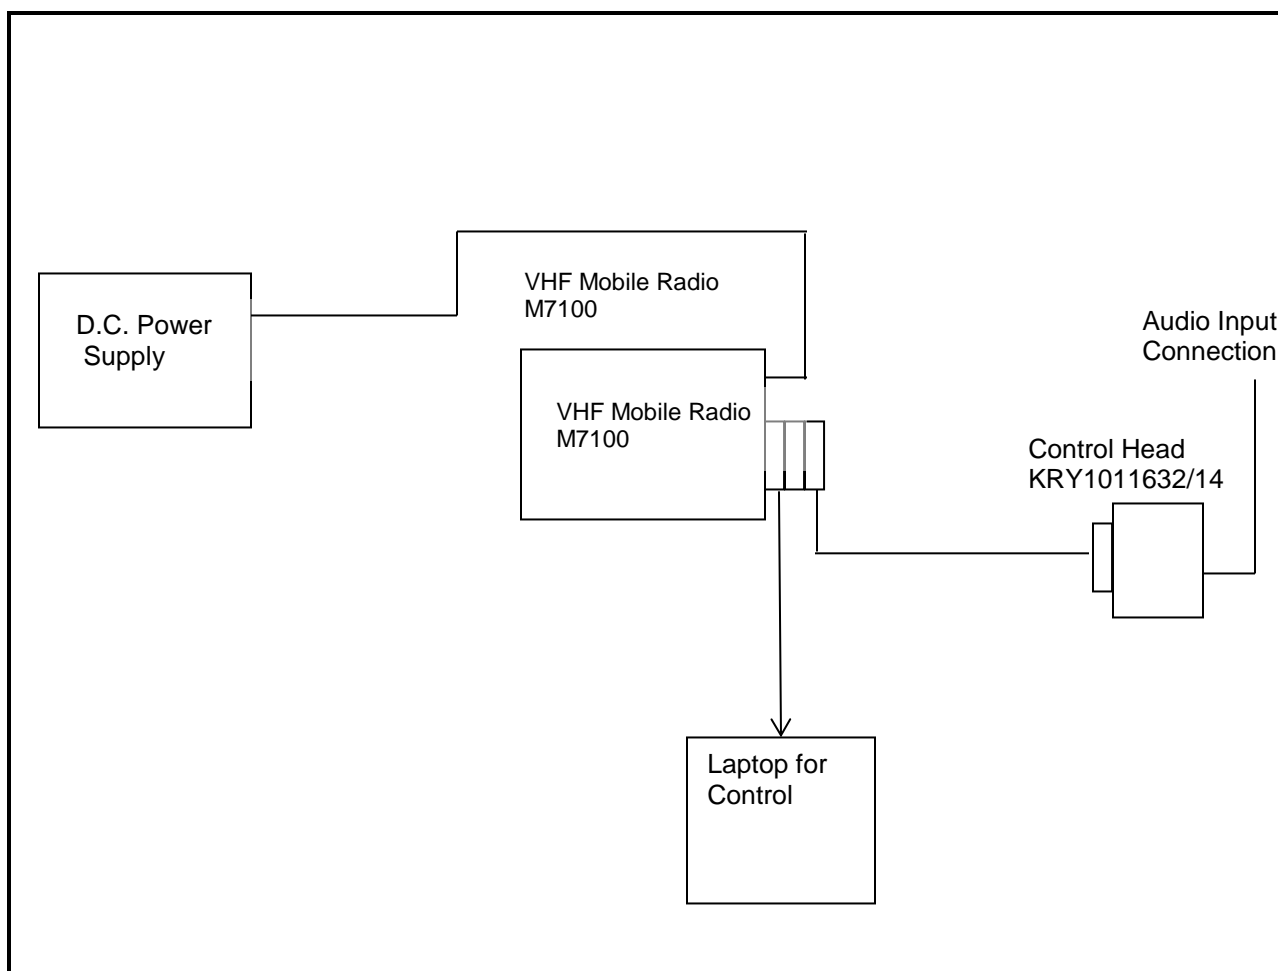 D.C. Power
Supply
VHF Mobile Radio
M7100
VHF Mobile Radio
M7100
Audio Input
Connection
Control Head
KRY1011632/14
Laptop for
Control